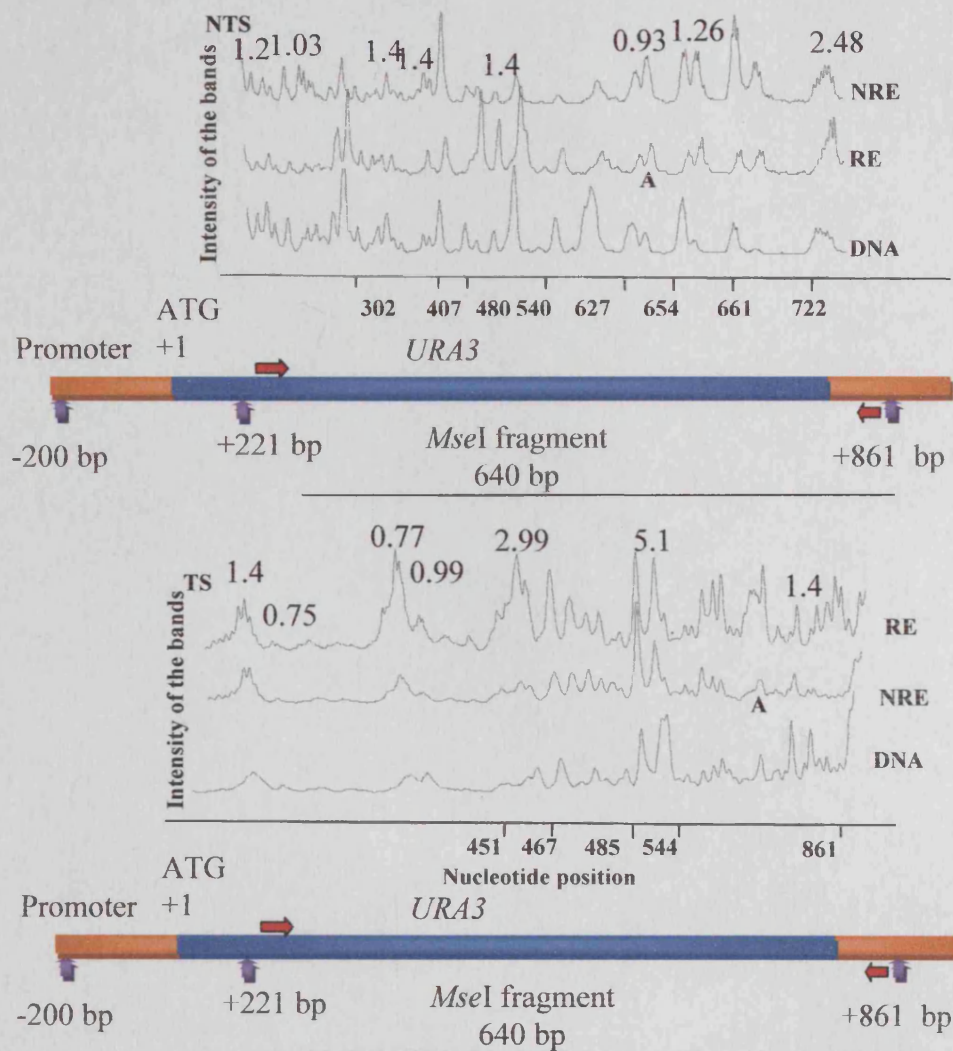 NTS
1.2 1.03 1.4 1.4 1.4 0.93 1.26 2.48
Intensity of the bands
NRE
RE
A
DNA
302 407 480 540 627 654 661 722
ATG
Promoter +1 URA3
-200 bp +221 bp MseI fragment +861 bp
640 bp
0.77 2.99 5.1
TS 1.4 0.99 1.4
0.75
Intensity of the bands
RE
NRE
A
DNA
451 467 485 544 861
Nucleotide position
ATG
Promoter +1 URA3
-200 bp +221 bp MseI fragment +861 bp
640 bp